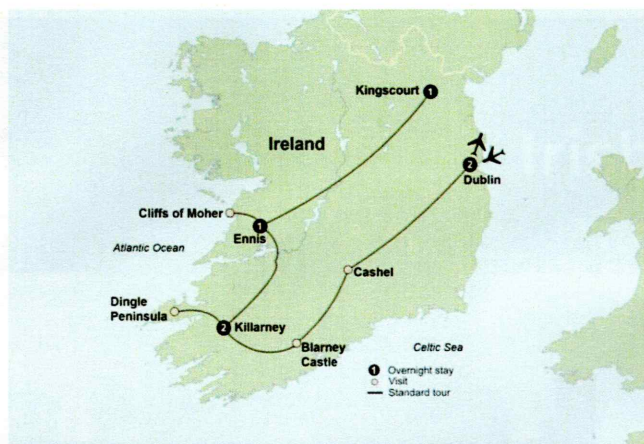 Kingscourt
1
Ireland
2
Dublin
Cliffs of Moher
1
Ennis
Atlantic Ocean
Cashel
Dingle
Peninsula
2
Killarney
Blarney
Castle
Celtic Sea
1 Overnight stay
Visit
Standard tour